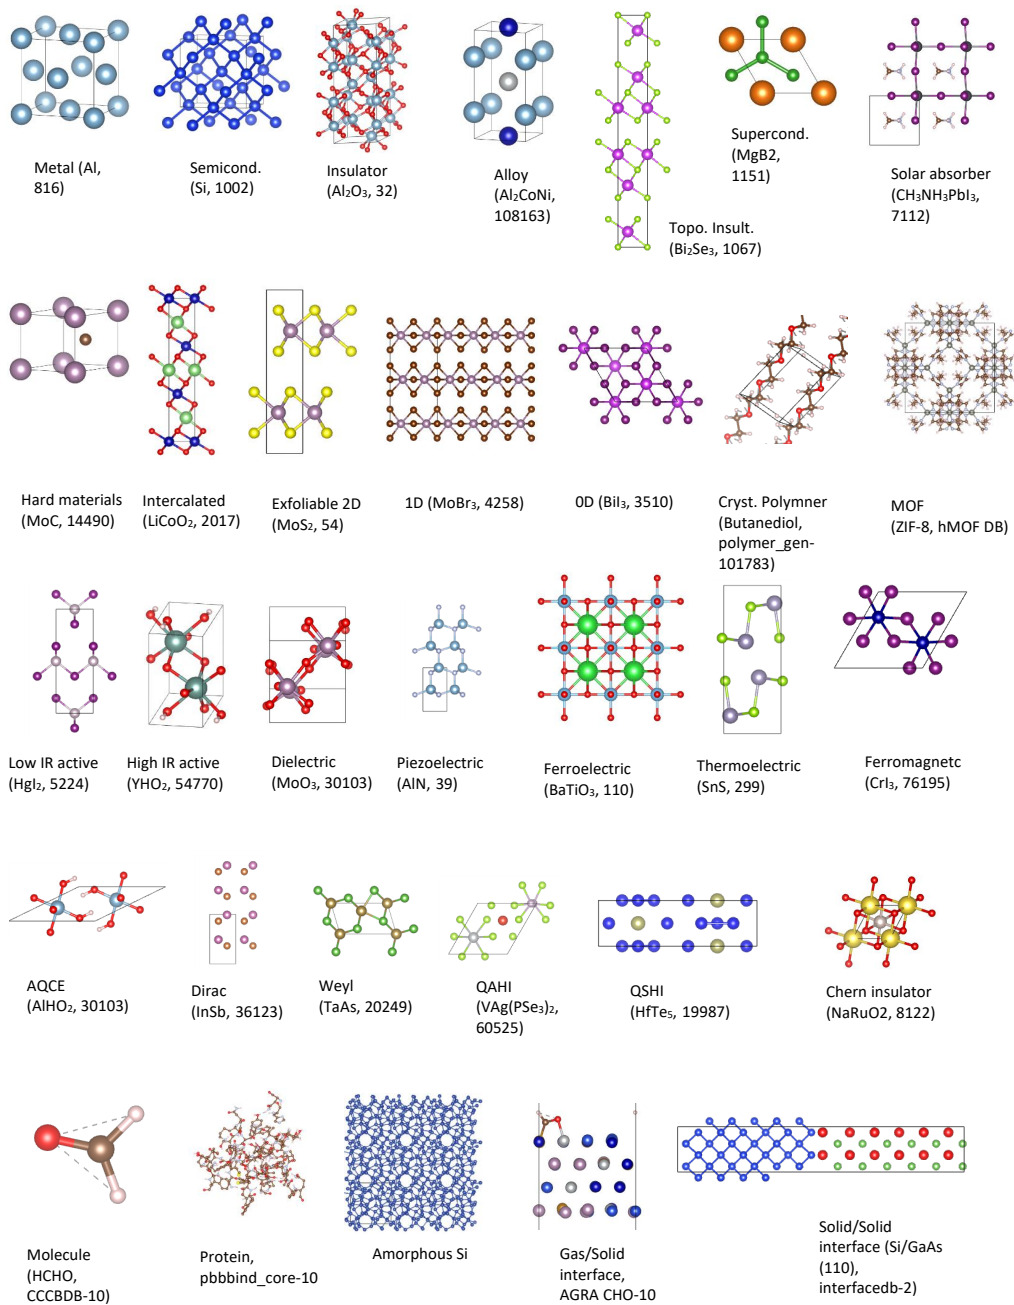 Metal (Al,
816)
Semicond.
(Si, 1002)
Insulator
(Al₂O₃, 32)
Alloy
(Al₂CoNi,
108163)
Topo. Insult.
(Bi₂Se₃, 1067)
Supercond.
(MgB2,
1151)
Solar absorber
(CH₃NH₃PbI₃,
7112)
Hard materials
(MoC, 14490)
Intercalated
(LiCoO₂, 2017)
Exfoliable 2D
(MoS₂, 54)
1D (MoBr₃, 4258)
0D (BiI₃, 3510)
Cryst. Polymner
(Butanediol,
polymer_gen-
101783)
MOF
(ZIF-8, hMOF DB)
Low IR active
(HgI₂, 5224)
High IR active
(YHO₂, 54770)
Dielectric
(MoO₃, 30103)
Piezoelectric
(AlN, 39)
Ferroelectric
(BaTiO₃, 110)
Thermoelectric
(SnS, 299)
Ferromagnetc
(CrI₃, 76195)
AQCE
(AlHO₂, 30103)
Dirac
(InSb, 36123)
Weyl
(TaAs, 20249)
QAHI
(VAg(PSe₃)₂,
60525)
QSHI
(HfTe₅, 19987)
Chern insulator
(NaRuO2, 8122)
Molecule
(HCHO,
CCCBDB-10)
Protein,
pbbbind_core-10
Amorphous Si
Gas/Solid
interface,
AGRA CHO-10
Solid/Solid
interface (Si/GaAs
(110),
interfacedb-2)